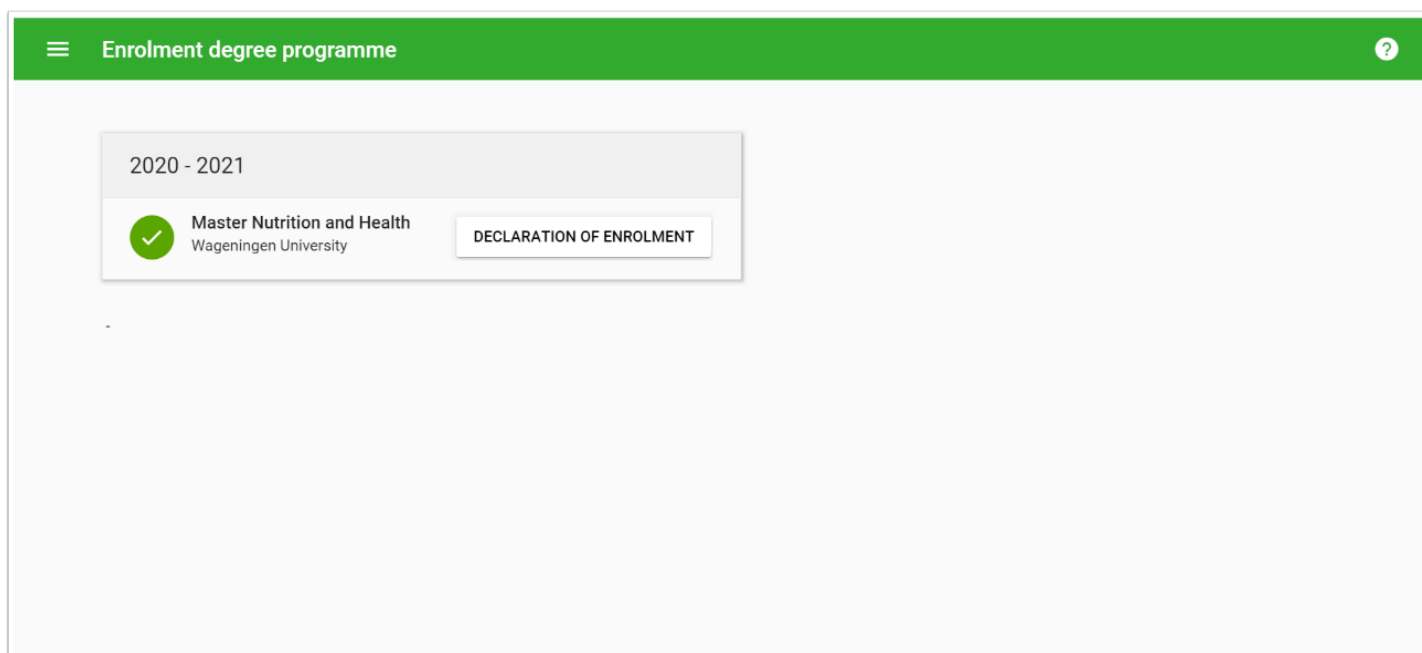 Enrolment degree programme
?
2020 - 2021
Master Nutrition and Health
Wageningen University
DECLARATION OF ENROLMENT
-